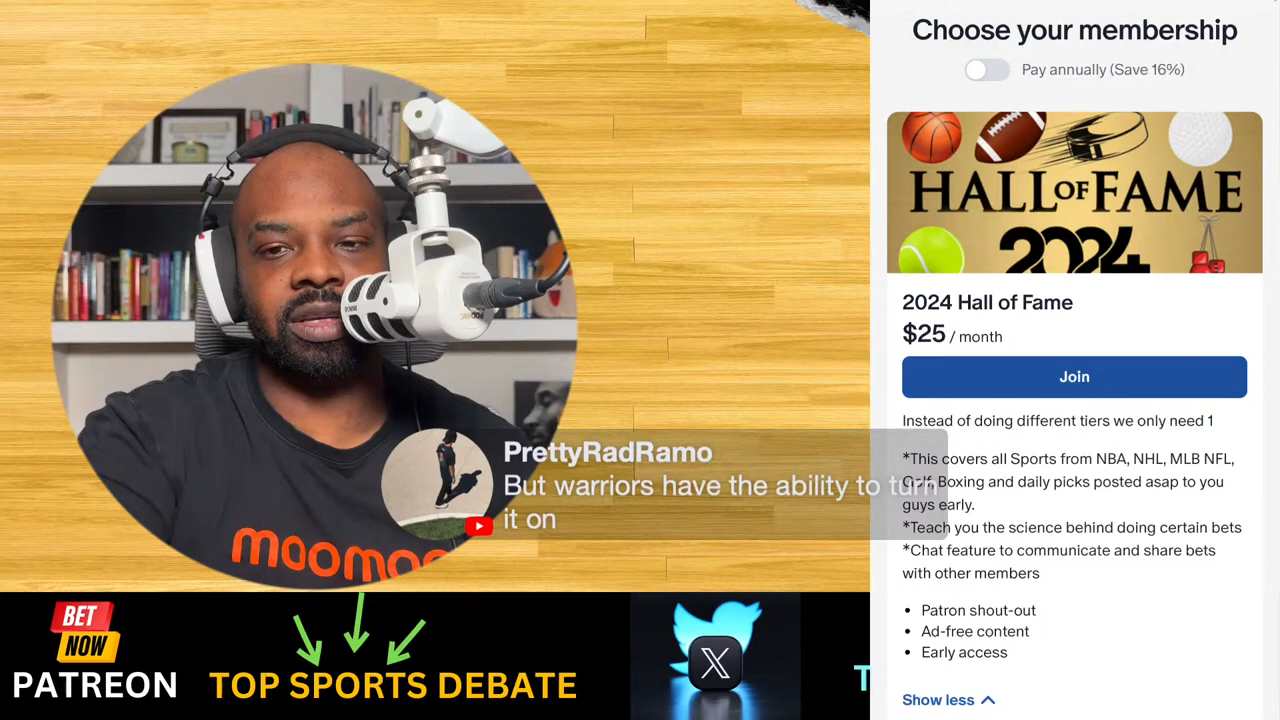 Choose your membership
Pay annually (Save 16%)
HALL OF FAME
2024
2024 Hall of Fame
$25 / month
Join
Instead of doing different tiers we only need 1
*This covers all Sports from NBA, NHL, MLB NFL,
Golf, Boxing and daily picks posted asap to you
guys early.
*Teach you the science behind doing certain bets
*Chat feature to communicate and share bets
with other members
• Patron shout-out
• Ad-free content
• Early access
Show less
PrettyRadRamo
But warriors have the ability to turn
it on
moomoo
BET
NOW
PATREON
TOP SPORTS DEBATE
X
T